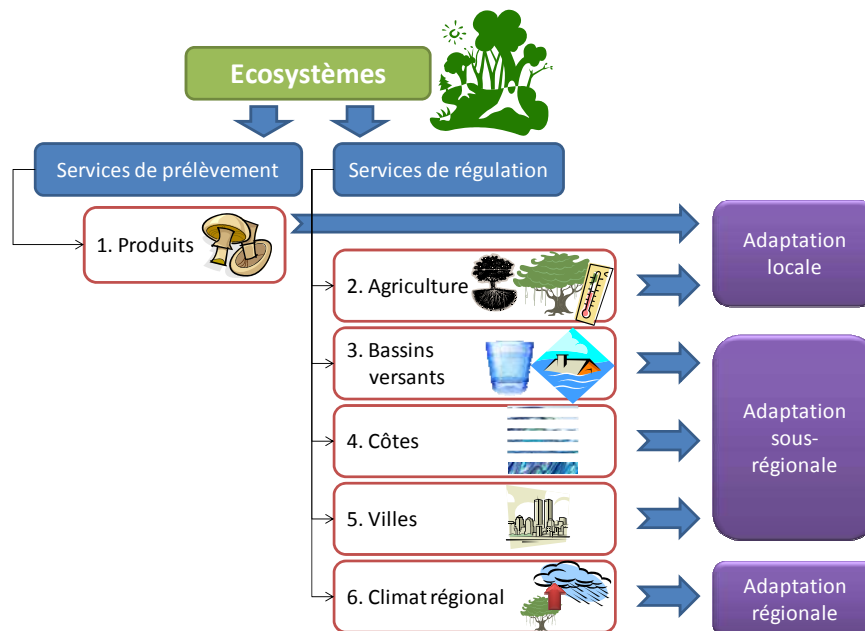 Ecosystèmes
Services de prélèvement
Services de régulation
1. Produits
Adaptation
locale
2. Agriculture
3. Bassins
versants
Adaptation
sous-
régionale
4. Côtes
5. Villes
6. Climat régional
Adaptation
régionale